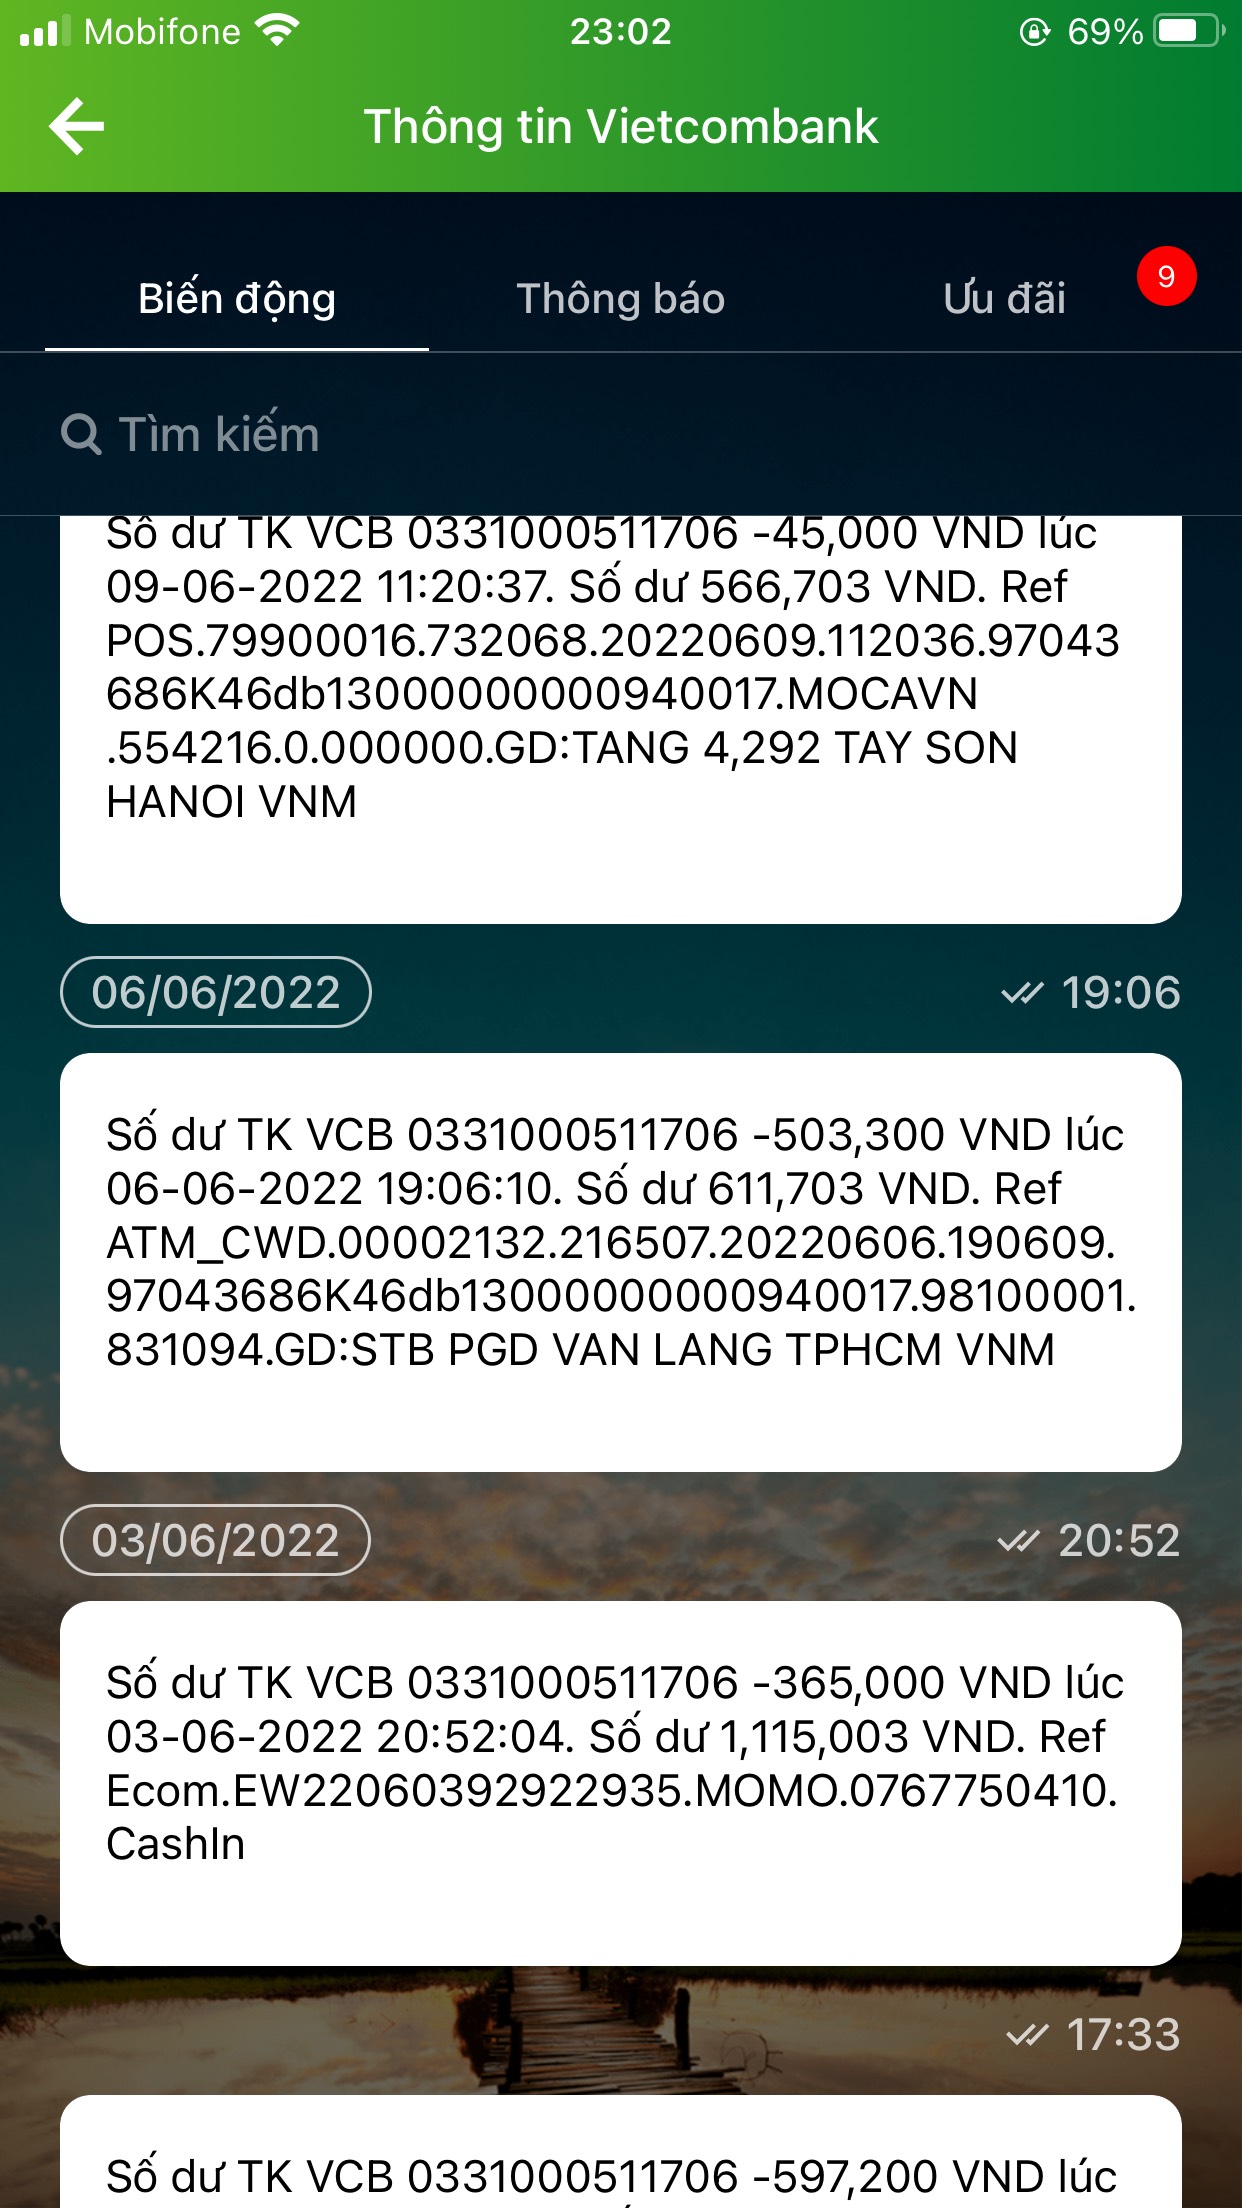 Mobifone 23:02 69%
Thông tin Vietcombank
Biến động Thông báo Ưu đãi 9
Tìm kiếm
Số dư TK VCB 0331000511706 -45,000 VND lúc
09-06-2022 11:20:37. Số dư 566,703 VND. Ref
POS.79900016.732068.20220609.112036.97043
686K46db13000000000940017.MOCAVN
.554216.0.000000.GD:TANG 4,292 TAY SON
HANOI VNM
06/06/2022 19:06
Số dư TK VCB 0331000511706 -503,300 VND lúc
06-06-2022 19:06:10. Số dư 611,703 VND. Ref
ATM_CWD.00002132.216507.20220606.190609.
97043686K46db13000000000940017.98100001.
831094.GD:STB PGD VAN LANG TPHCM VNM
03/06/2022 20:52
Số dư TK VCB 0331000511706 -365,000 VND lúc
03-06-2022 20:52:04. Số dư 1,115,003 VND. Ref
Ecom.EW22060392922935.MOMO.0767750410.
CashIn
17:33
Số dư TK VCB 0331000511706 -597,200 VND lúc